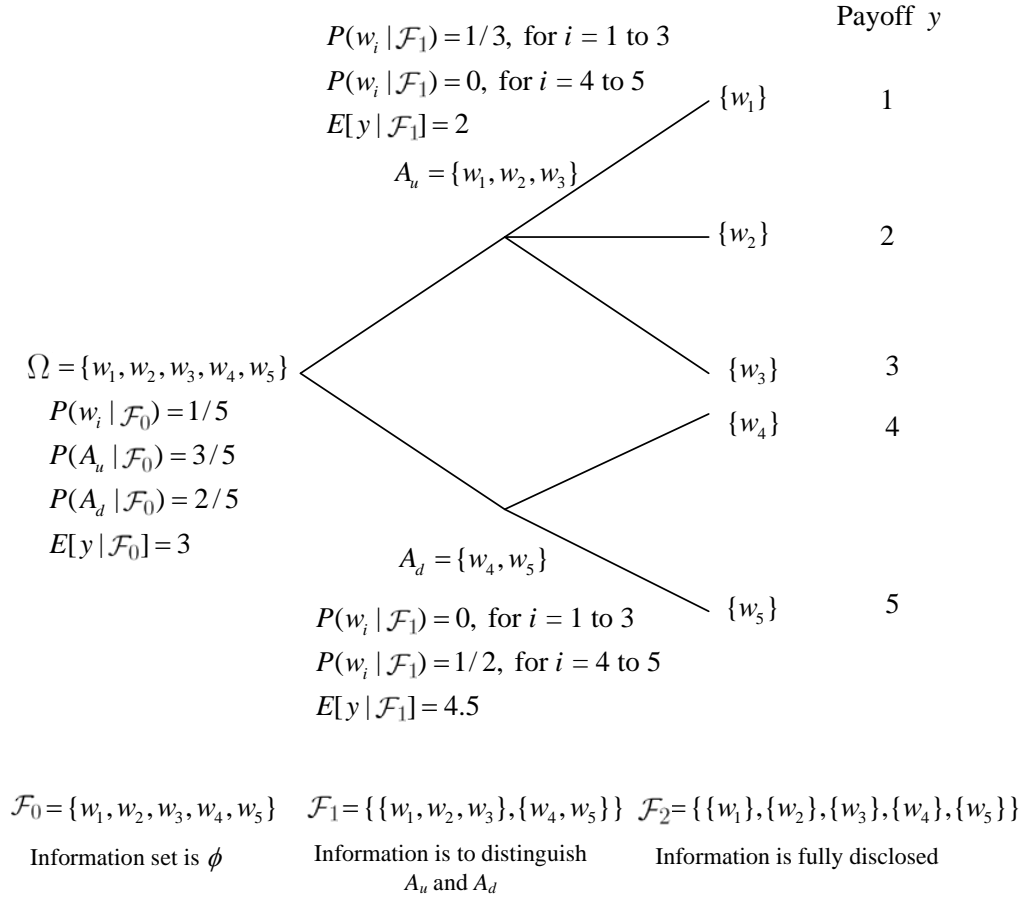 Payoff y
P(w_i | ℱ_1) = 1/3, for i = 1 to 3
P(w_i | ℱ_1) = 0, for i = 4 to 5
E[y | ℱ_1] = 2
A_u = {w_1, w_2, w_3}
{w_1} 1
{w_2} 2
{w_3} 3
{w_4} 4
{w_5} 5
Ω = {w_1, w_2, w_3, w_4, w_5}
P(w_i | ℱ_0) = 1/5
P(A_u | ℱ_0) = 3/5
P(A_d | ℱ_0) = 2/5
E[y | ℱ_0] = 3
A_d = {w_4, w_5}
P(w_i | ℱ_1) = 0, for i = 1 to 3
P(w_i | ℱ_1) = 1/2, for i = 4 to 5
E[y | ℱ_1] = 4.5
ℱ_0 = {w_1, w_2, w_3, w_4, w_5}
Information set is ϕ
ℱ_1 = {{w_1, w_2, w_3}, {w_4, w_5}}
Information is to distinguish
A_u and A_d
ℱ_2 = {{w_1}, {w_2}, {w_3}, {w_4}, {w_5}}
Information is fully disclosed